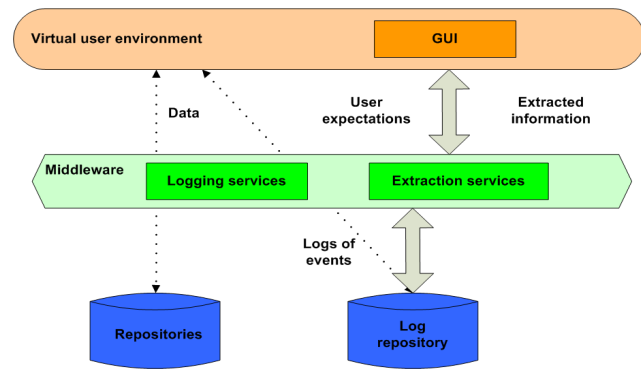 Virtual user environment
GUI
Data
User
expectations
Extracted
information
Middleware
Logging services
Extraction services
Logs of
events
Repositories
Log
repository